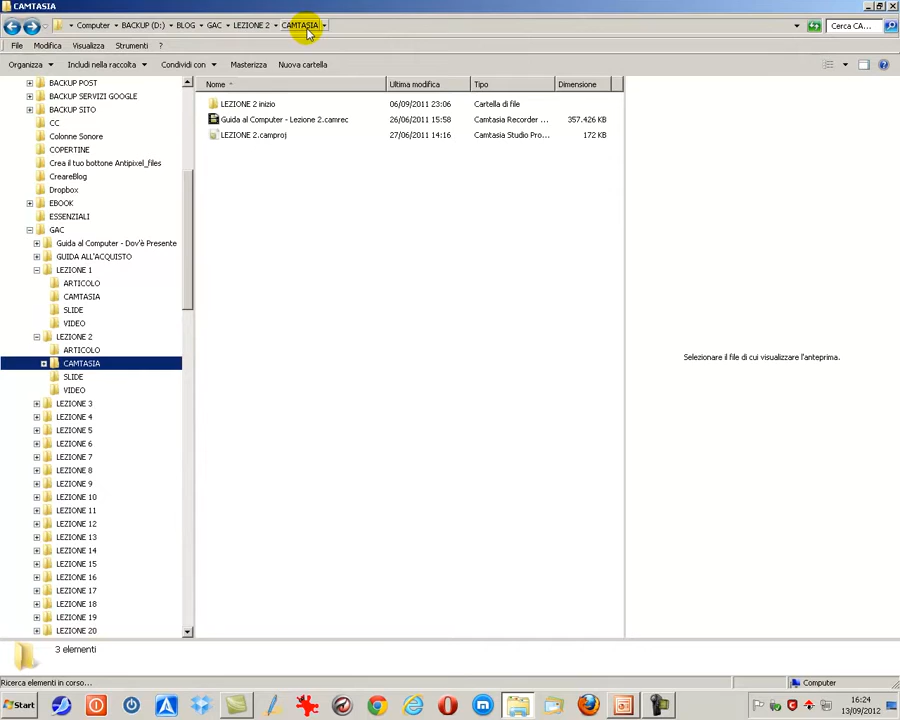 CAMTASIA
Computer BACKUP (D:) BLOG GAC LEZIONE 2 CAMTASIA Cerca CA...
File Modifica Visualizza Strumenti ?
Organizza Includi nella raccolta Condividi con Masterizza Nuova cartella
BACKUP POST
BACKUP SERVIZI GOOGLE
BACKUP SITO
CC
Colonne Sonore
COPERTINE
Crea il tuo bottone Antipixel_files
CreareBlog
Dropbox
EBOOK
ESSENZIALI
GAC
Guida al Computer - Dov'è Presente
GUIDA ALL'ACQUISTO
LEZIONE 1
ARTICOLO
CAMTASIA
SLIDE
VIDEO
LEZIONE 2
ARTICOLO
CAMTASIA
SLIDE
VIDEO
LEZIONE 3
LEZIONE 4
LEZIONE 5
LEZIONE 6
LEZIONE 7
LEZIONE 8
LEZIONE 9
LEZIONE 10
LEZIONE 11
LEZIONE 12
LEZIONE 13
LEZIONE 14
LEZIONE 15
LEZIONE 16
LEZIONE 17
LEZIONE 18
LEZIONE 19
LEZIONE 20
Nome Ultima modifica Tipo Dimensione
LEZIONE 2 inizio 06/09/2011 23:06 Cartella di file
Guida al Computer - Lezione 2.camrec 26/06/2011 15:58 Camtasia Recorder ... 357.426 KB
LEZIONE 2.camproj 27/06/2011 14:16 Camtasia Studio Pro... 172 KB
Selezionare il file di cui visualizzare l'anteprima.
3 elementi
Ricerca elementi in corso... Computer
Start 16:24
13/09/2012